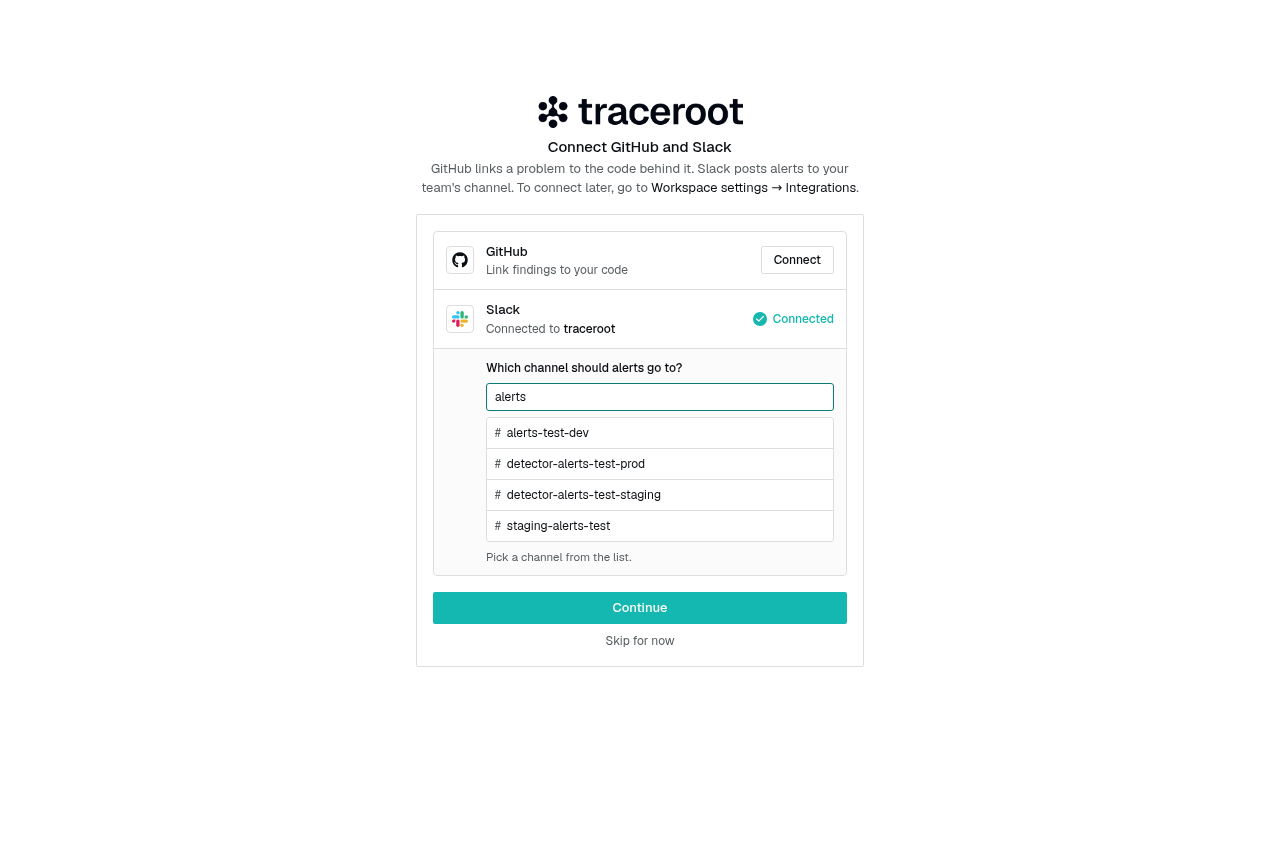 traceroot
Connect GitHub and Slack
GitHub links a problem to the code behind it. Slack posts alerts to your
team's channel. To connect later, go to Workspace settings → Integrations.
GitHub
Link findings to your code
Connect
Slack
Connected to traceroot
Connected
Which channel should alerts go to?
alerts
# alerts-test-dev
# detector-alerts-test-prod
# detector-alerts-test-staging
# staging-alerts-test
Pick a channel from the list.
Continue
Skip for now